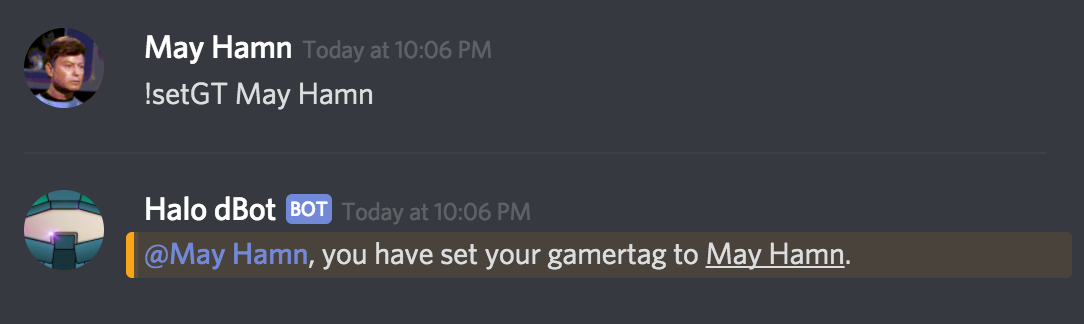 May Hamn Today at 10:06 PM
!setGT May Hamn
Halo dBot BOT Today at 10:06 PM
@May Hamn, you have set your gamertag to May Hamn.